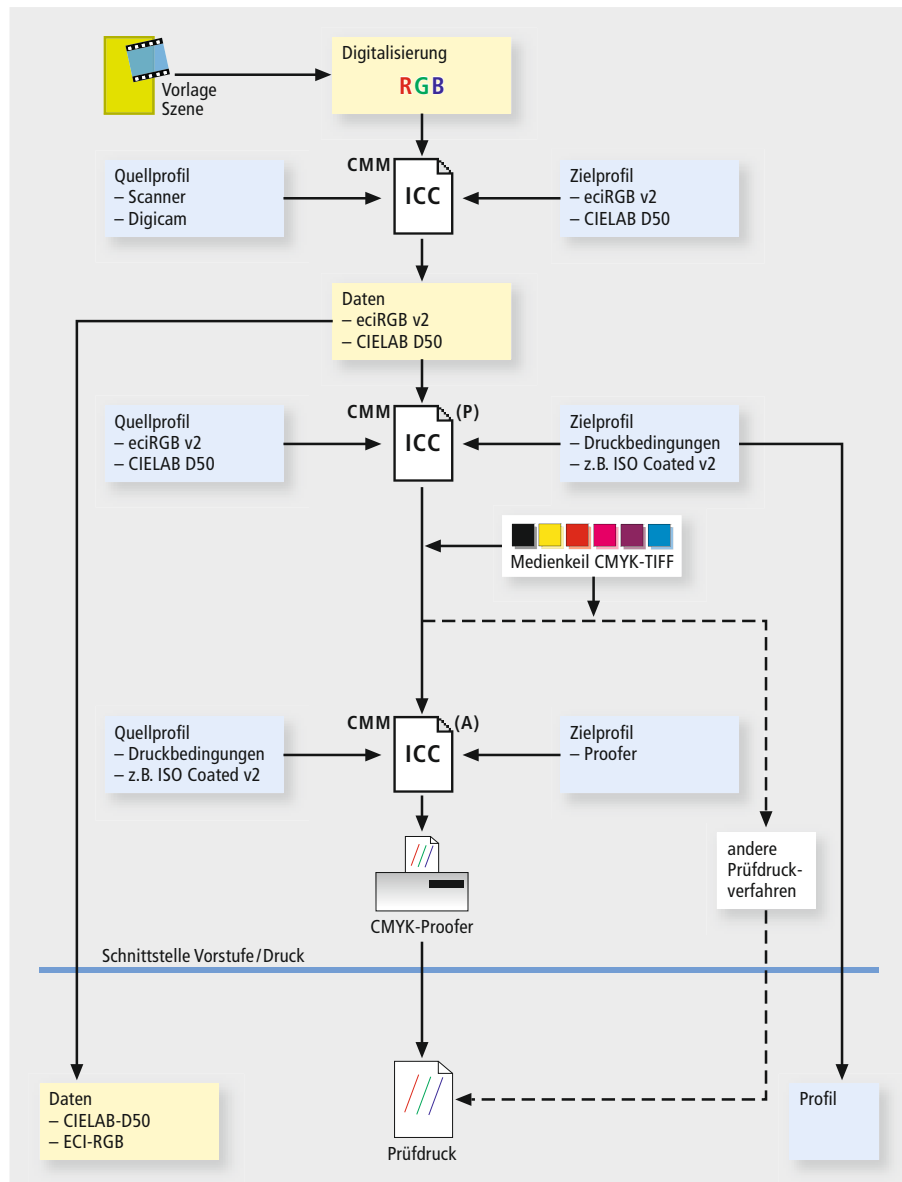 Digitalisierung
RGB
Vorlage
Szene
CMM
ICC
Quellprofil
– Scanner
– Digicam
Zielprofil
– eciRGB v2
– CIELAB D50
Daten
– eciRGB v2
– CIELAB D50
CMM
(P)
ICC
Quellprofil
– eciRGB v2
– CIELAB D50
Zielprofil
– Druckbedingungen
– z.B. ISO Coated v2
Medienkeil CMYK-TIFF
CMM
(A)
ICC
Quellprofil
– Druckbedingungen
– z.B. ISO Coated v2
Zielprofil
– Proofer
andere
Prüfdruck-
verfahren
CMYK-Proofer
Schnittstelle Vorstufe/Druck
Daten
– CIELAB-D50
– ECI-RGB
Prüfdruck
Profil